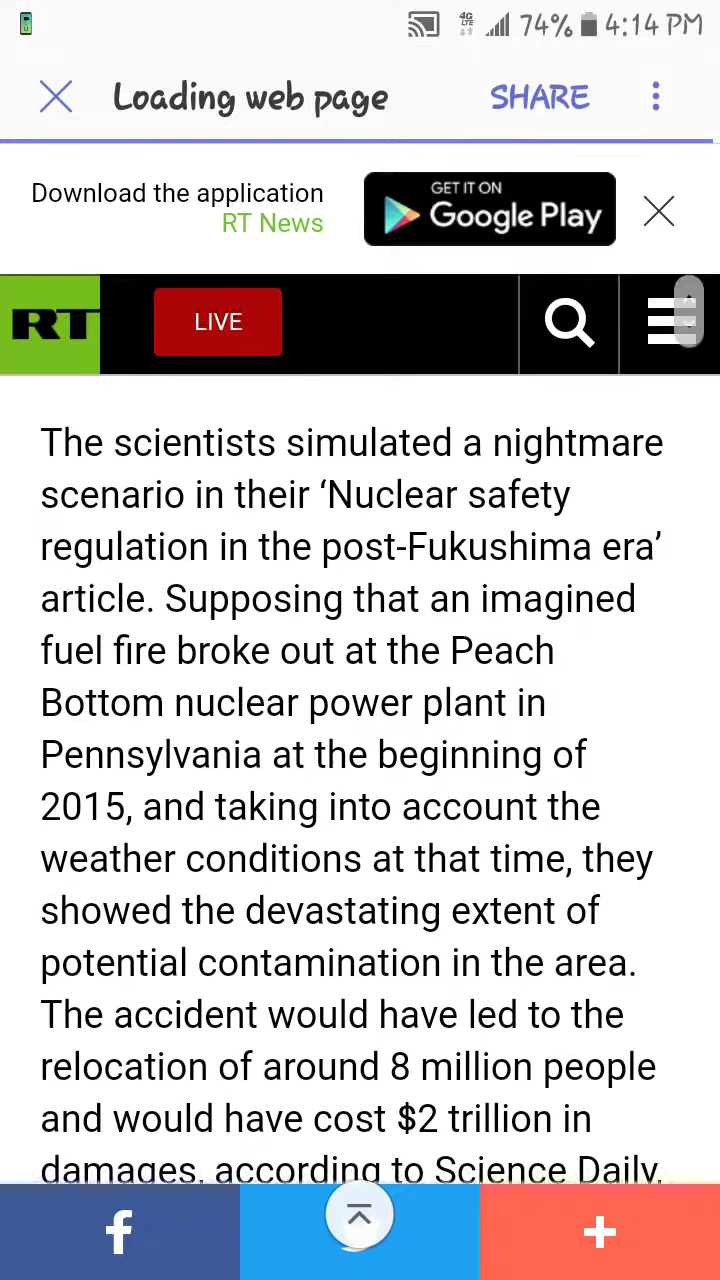 4G
LTE
74%
4:14 PM
Loading web page
SHARE
Download the application
RT News
GET IT ON
Google Play
RT
LIVE
The scientists simulated a nightmare
scenario in their ‘Nuclear safety
regulation in the post-Fukushima era’
article. Supposing that an imagined
fuel fire broke out at the Peach
Bottom nuclear power plant in
Pennsylvania at the beginning of
2015, and taking into account the
weather conditions at that time, they
showed the devastating extent of
potential contamination in the area.
The accident would have led to the
relocation of around 8 million people
and would have cost $2 trillion in
damages, according to Science Daily.